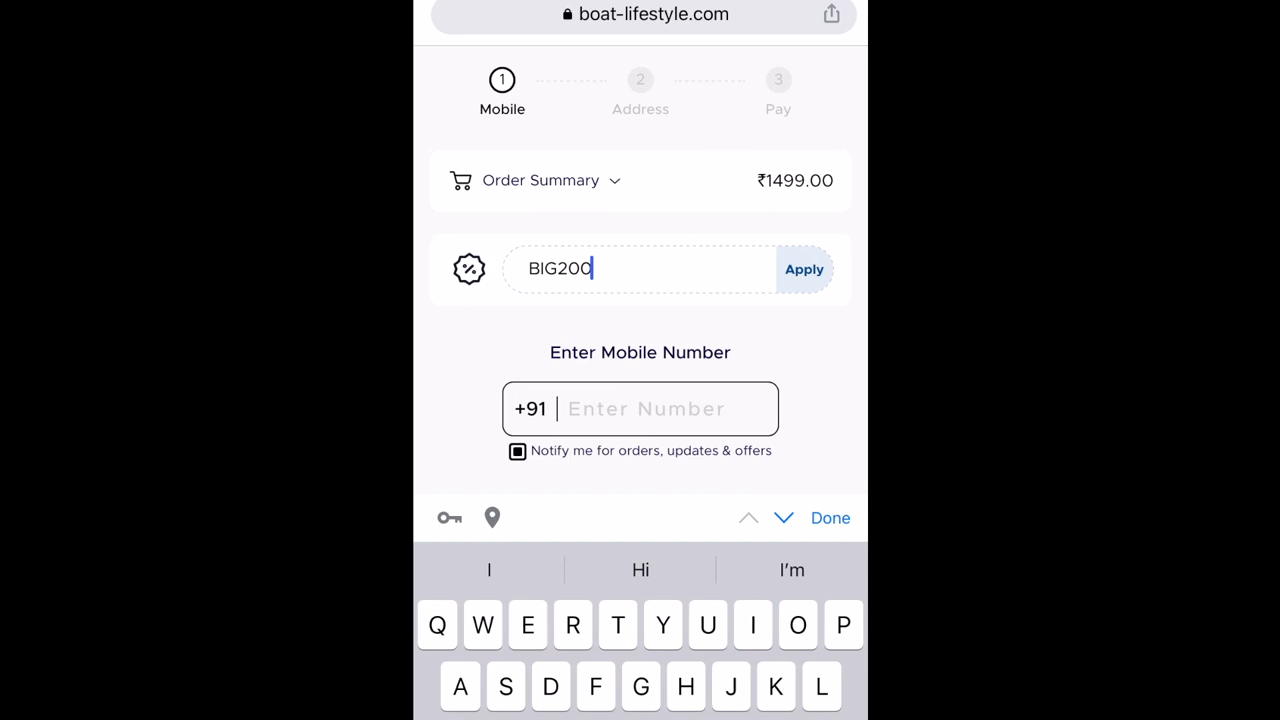 boat-lifestyle.com
1 2 3
Mobile Address Pay
Order Summary ₹1499.00
BIG200 Apply
Enter Mobile Number
+91 Enter Number
Notify me for orders, updates & offers
Done
I Hi I'm
Q W E R T Y U I O P
A S D F G H J K L